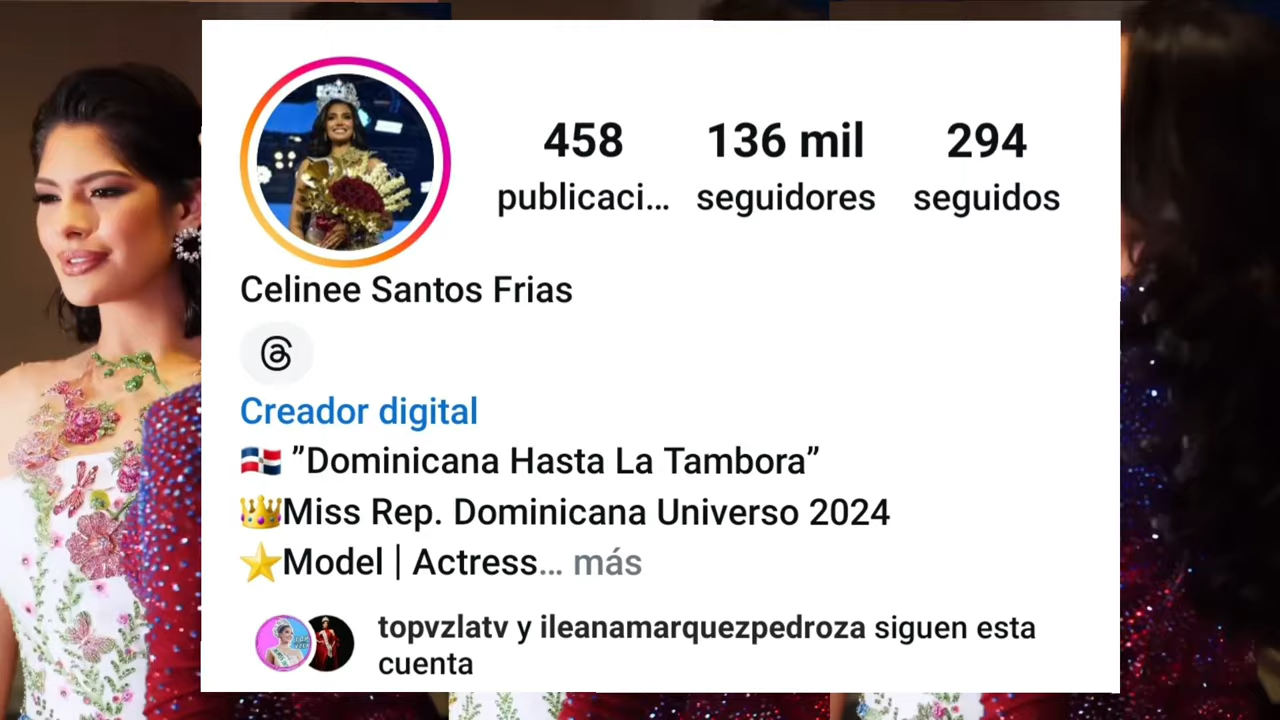 458 136 mil 294
publicaci... seguidores seguidos
Celinee Santos Frias
Creador digital
🇩🇴 ”Dominicana Hasta La Tambora”
👑Miss Rep. Dominicana Universo 2024
⭐Model | Actress... más
topvzlatv y ileanamarquezpedroza siguen esta
cuenta